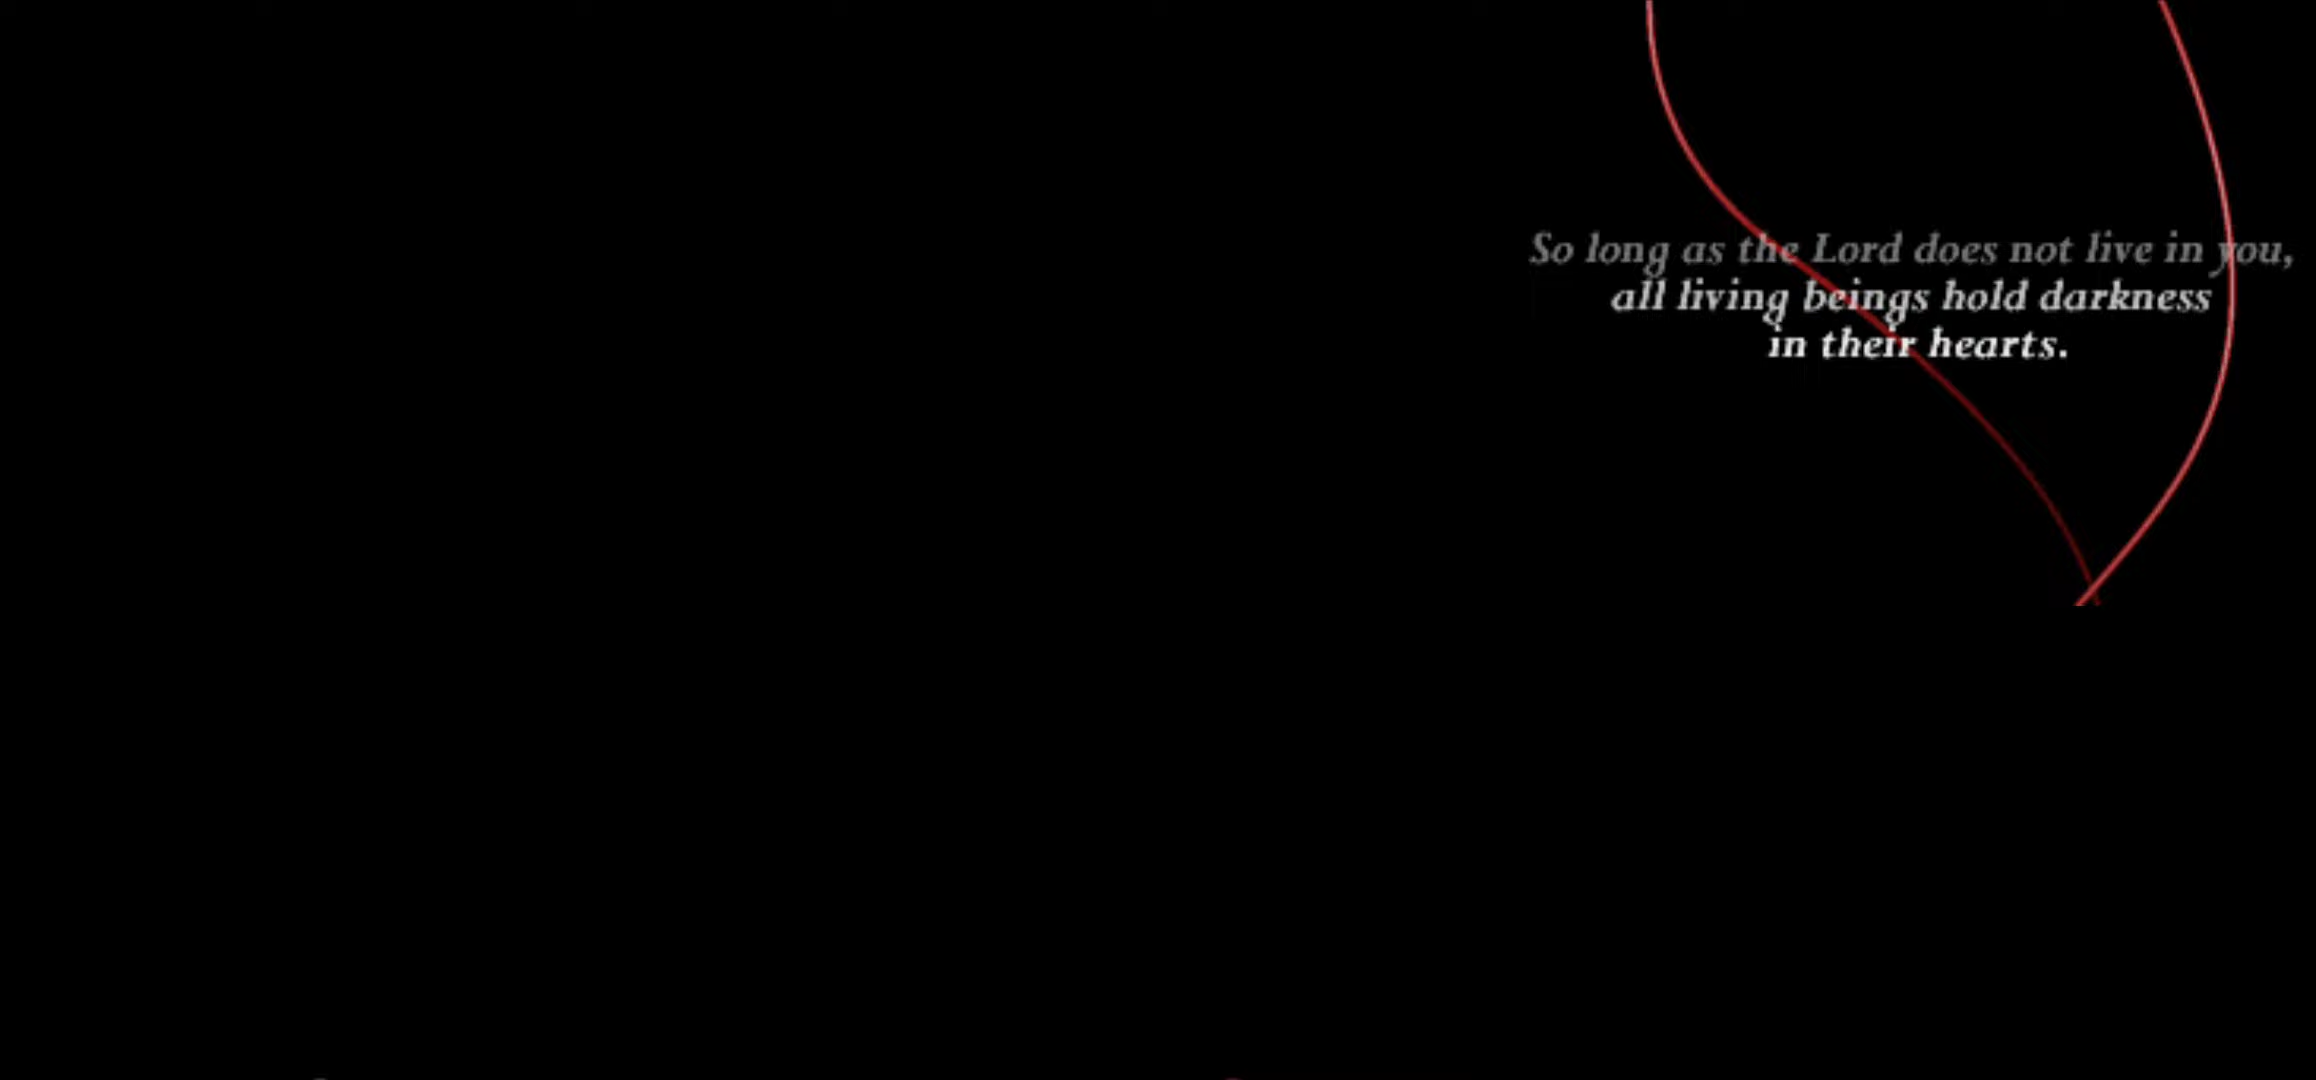 So long as the Lord does not live in you,
all living beings hold darkness
in their hearts.